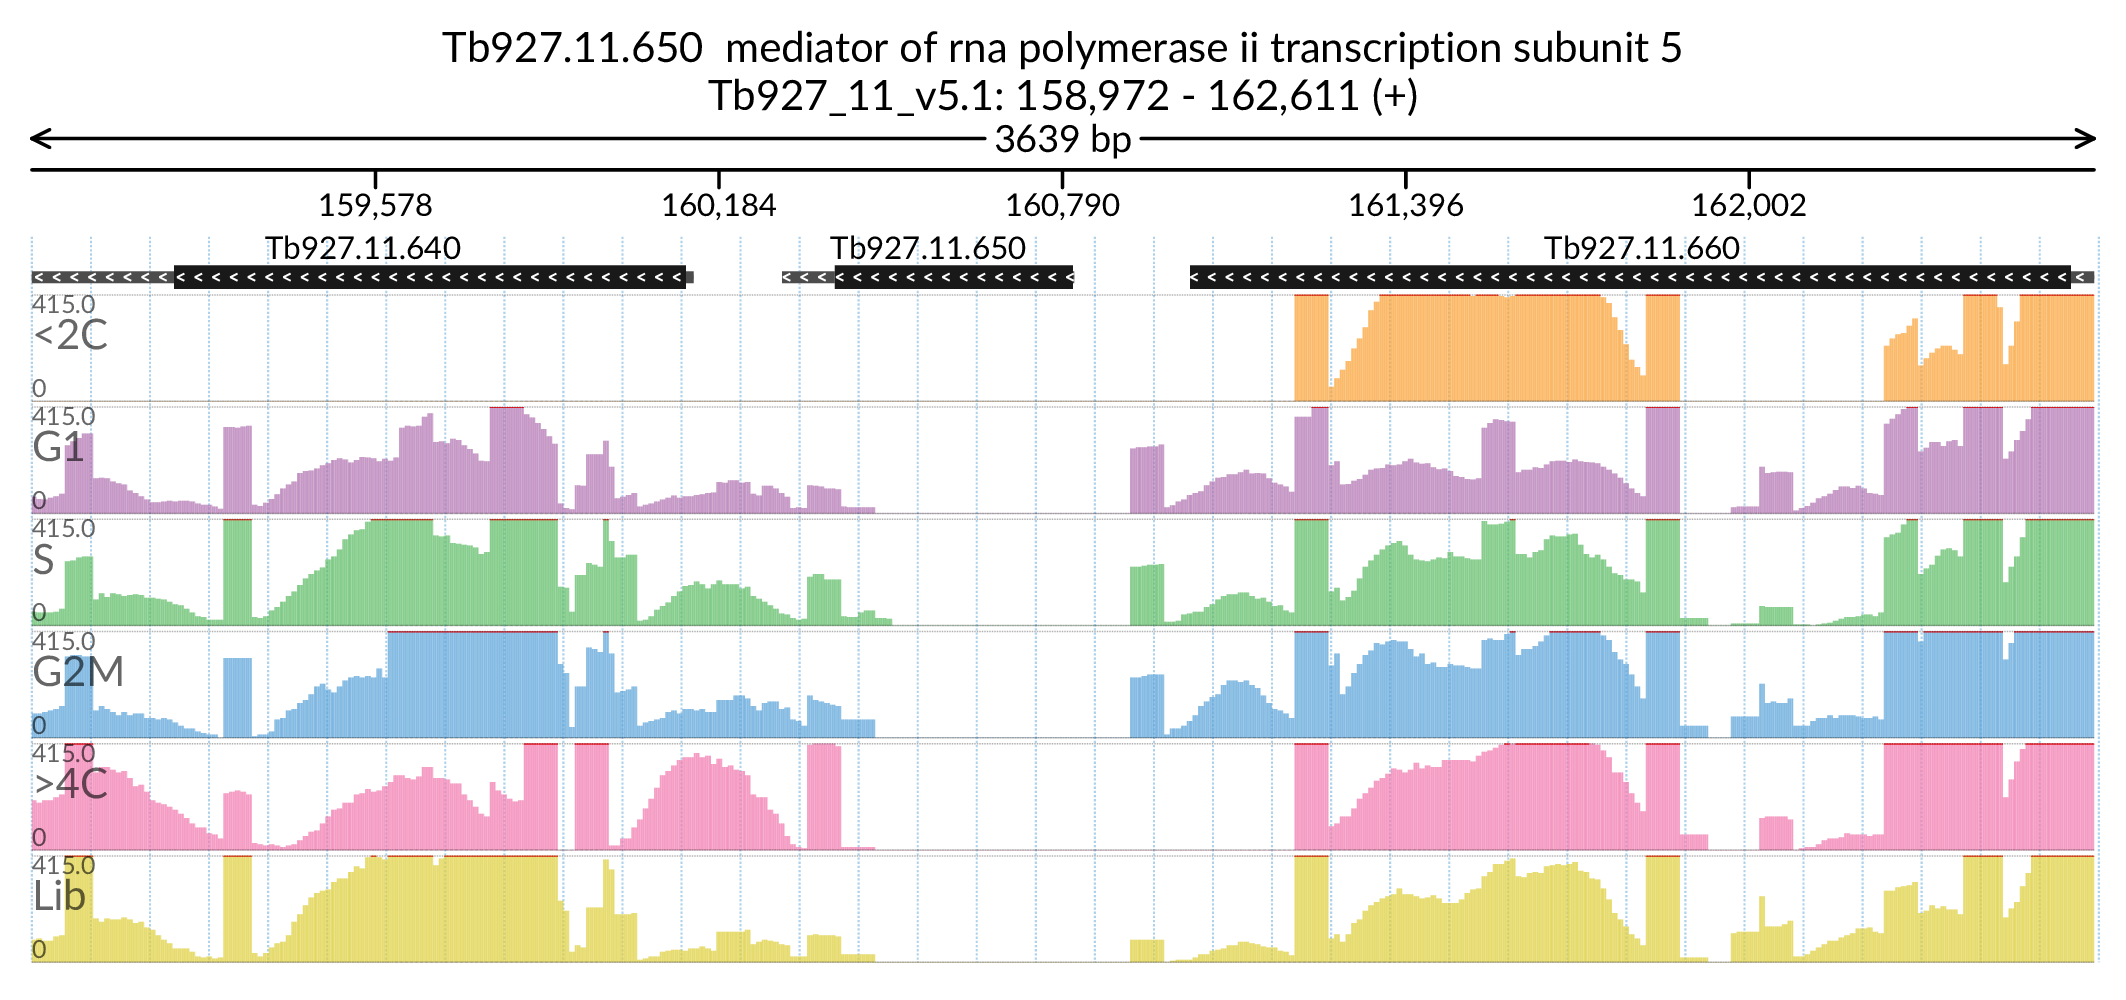 Tb927.11.650 mediator of rna polymerase ii transcription subunit 5
Tb927_11_v5.1: 158,972 - 162,611 (+)
3639 bp
159,578 160,184 160,790 161,396 162,002
Tb927.11.640 Tb927.11.650 Tb927.11.660
415.0
<2C
0
415.0
G1
0
415.0
S
0
415.0
G2M
0
415.0
>4C
0
415.0
Lib
0